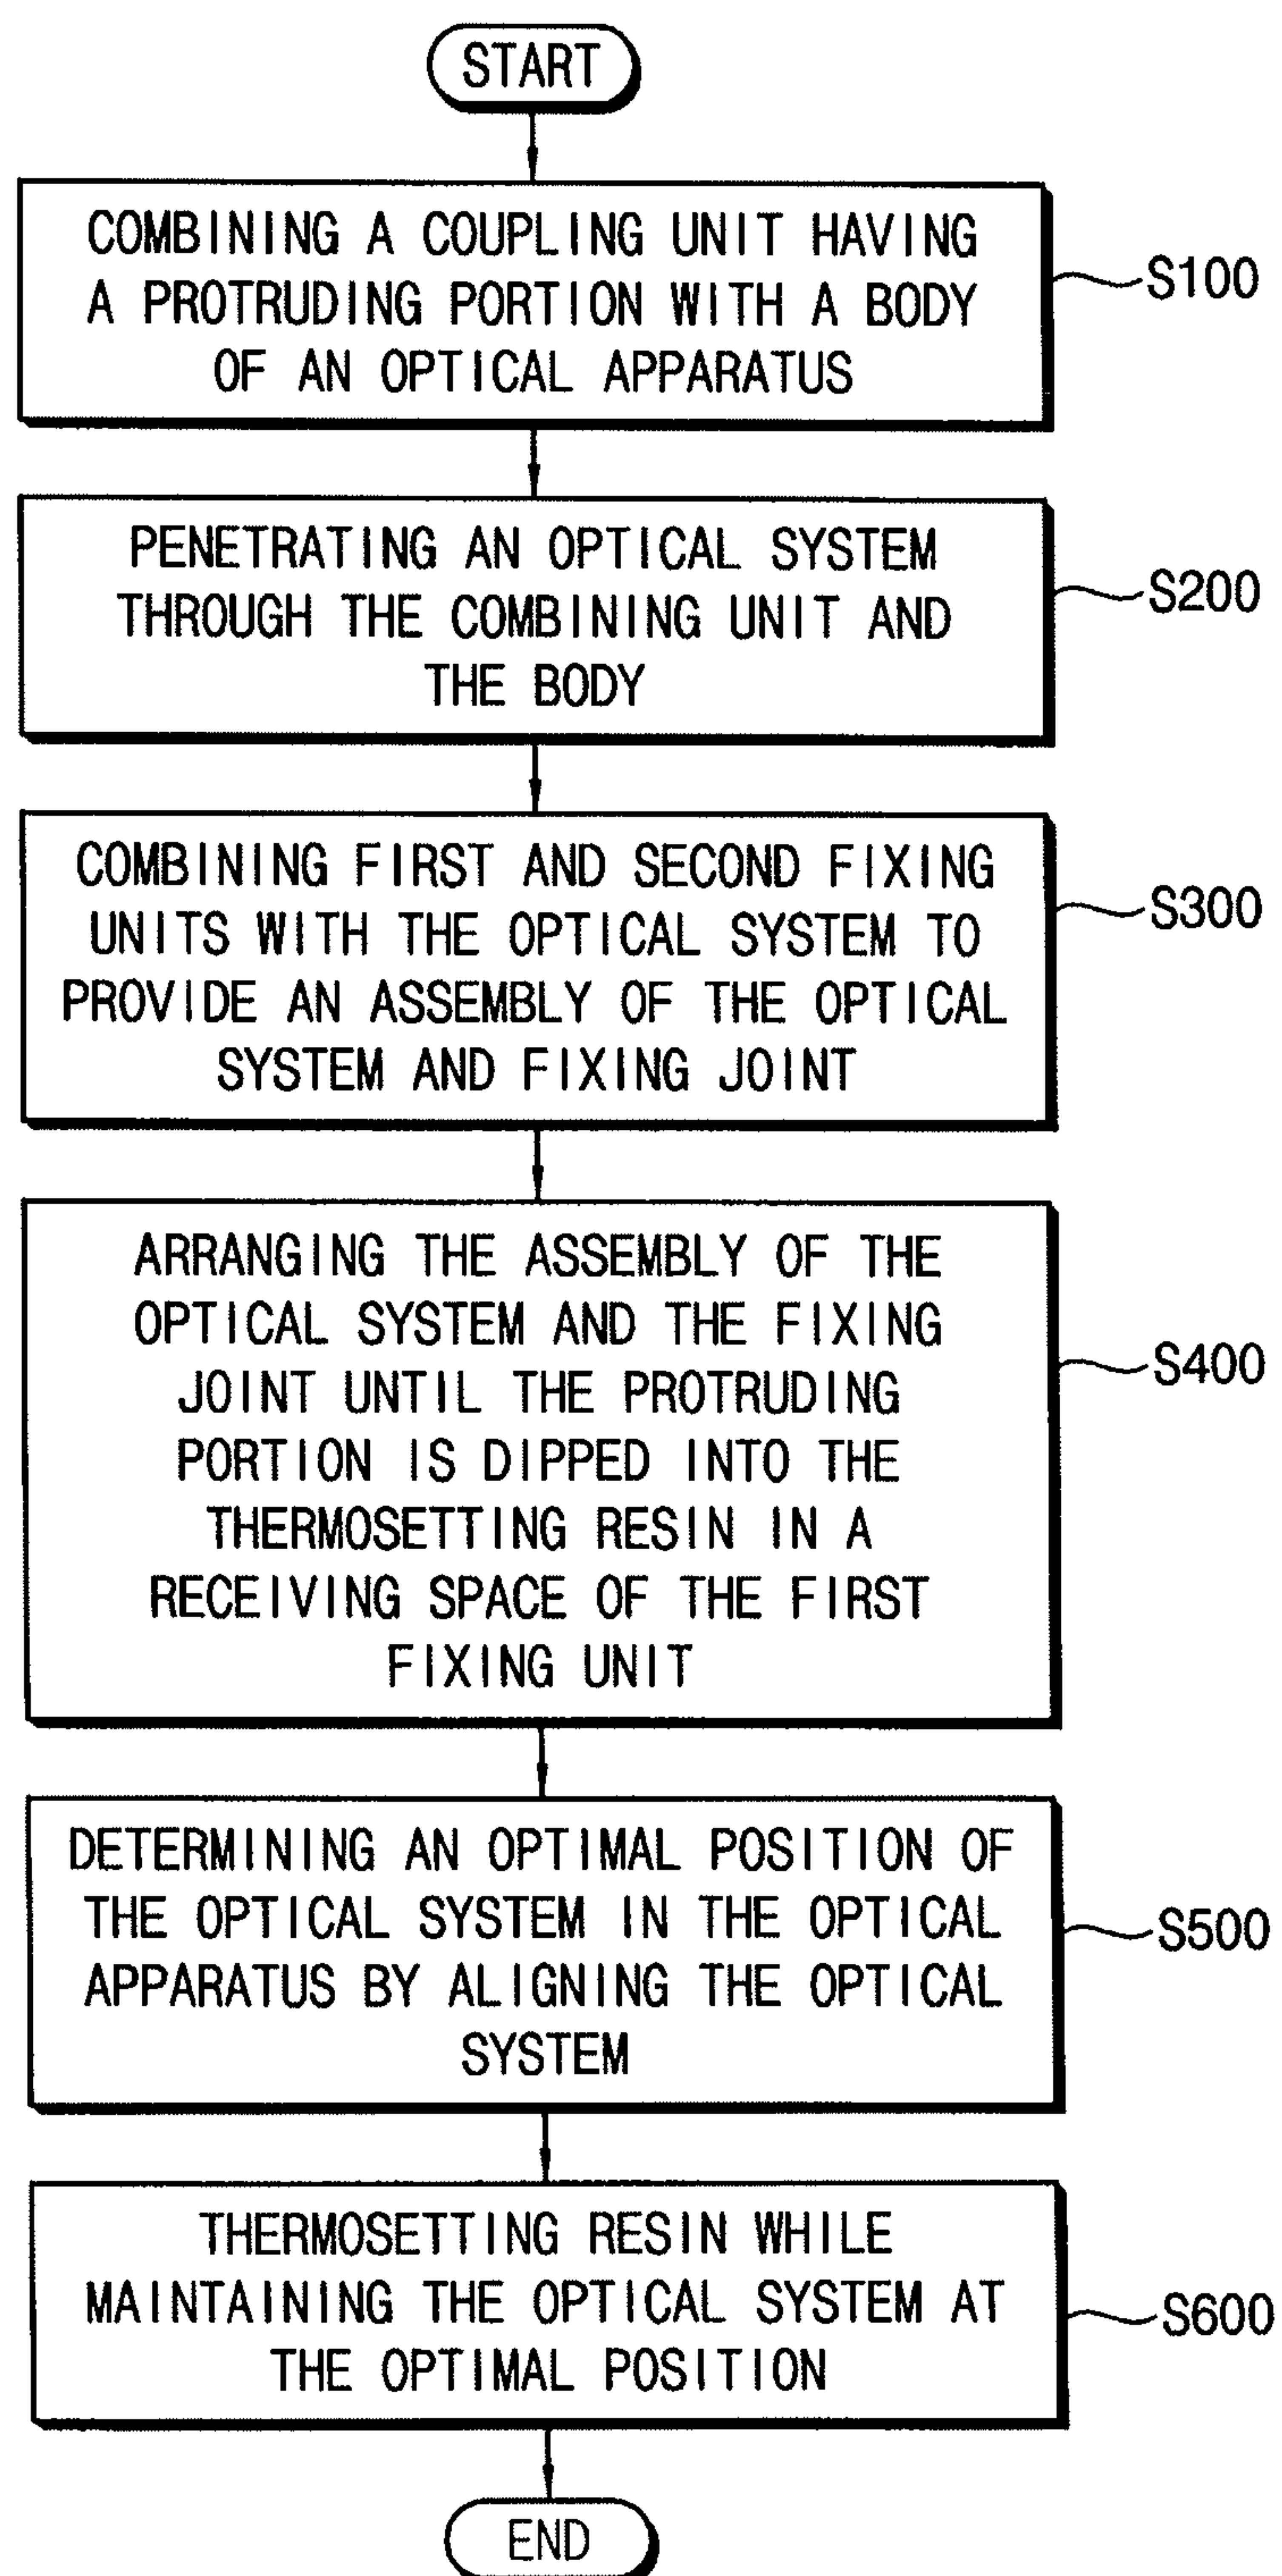 START
COMBINING A COUPLING UNIT HAVING
A PROTRUDING PORTION WITH A BODY
OF AN OPTICAL APPARATUS
S100
PENETRATING AN OPTICAL SYSTEM
THROUGH THE COMBINING UNIT AND
THE BODY
S200
COMBINING FIRST AND SECOND FIXING
UNITS WITH THE OPTICAL SYSTEM TO
PROVIDE AN ASSEMBLY OF THE OPTICAL
SYSTEM AND FIXING JOINT
S300
ARRANGING THE ASSEMBLY OF THE
OPTICAL SYSTEM AND THE FIXING
JOINT UNTIL THE PROTRUDING
PORTION IS DIPPED INTO THE
THERMOSETTING RESIN IN A
RECEIVING SPACE OF THE FIRST
FIXING UNIT
S400
DETERMINING AN OPTIMAL POSITION OF
THE OPTICAL SYSTEM IN THE OPTICAL
APPARATUS BY ALIGNING THE OPTICAL
SYSTEM
S500
THERMOSETTING RESIN WHILE
MAINTAINING THE OPTICAL SYSTEM AT
THE OPTIMAL POSITION
S600
END